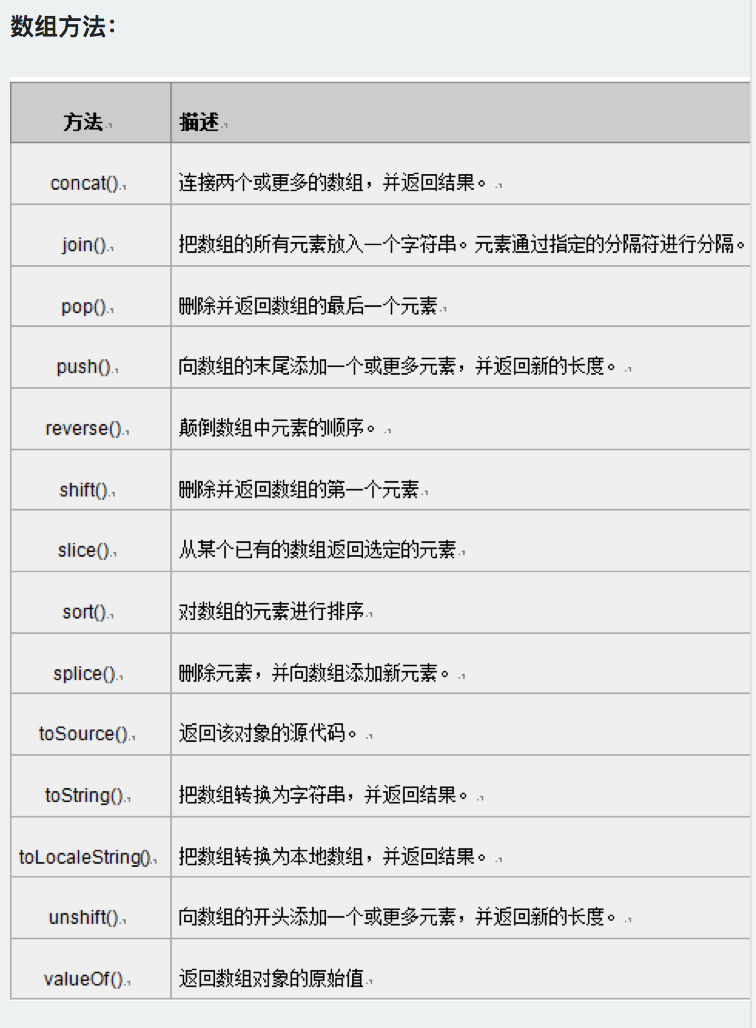 数组方法：
方法 描述
concat() 连接两个或更多的数组，并返回结果。
join() 把数组的所有元素放入一个字符串。元素通过指定的分隔符进行分隔。
pop() 删除并返回数组的最后一个元素
push() 向数组的末尾添加一个或更多元素，并返回新的长度。
reverse() 颠倒数组中元素的顺序。
shift() 删除并返回数组的第一个元素
slice() 从某个已有的数组返回选定的元素
sort() 对数组的元素进行排序
splice() 删除元素，并向数组添加新元素。
toSource() 返回该对象的源代码。
toString() 把数组转换为字符串，并返回结果。
toLocaleString() 把数组转换为本地数组，并返回结果。
unshift() 向数组的开头添加一个或更多元素，并返回新的长度。
valueOf() 返回数组对象的原始值